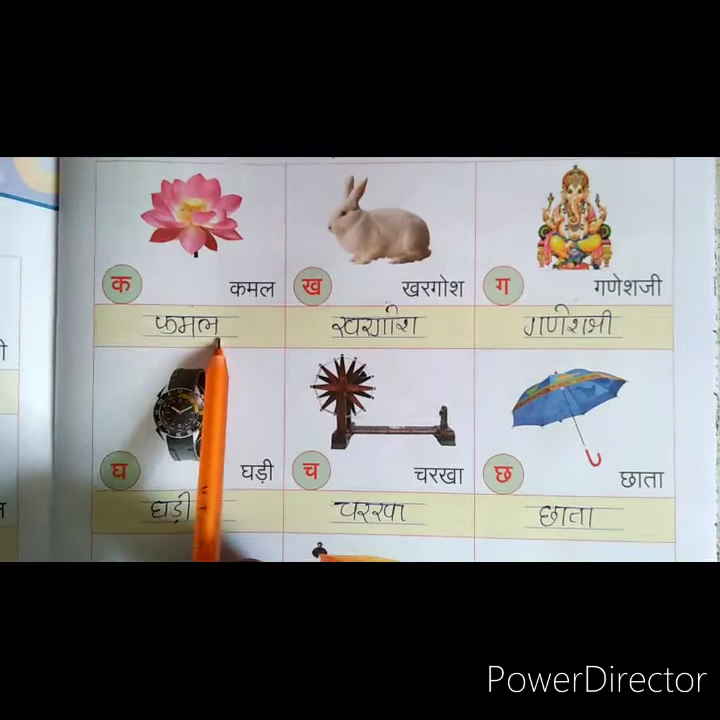 क कमल ख खरगोश ग गणेशजी
कमल खरगोश गणेशजी
घ घड़ी च चरखा छ छाता
घड़ी चरखा छाता
PowerDirector